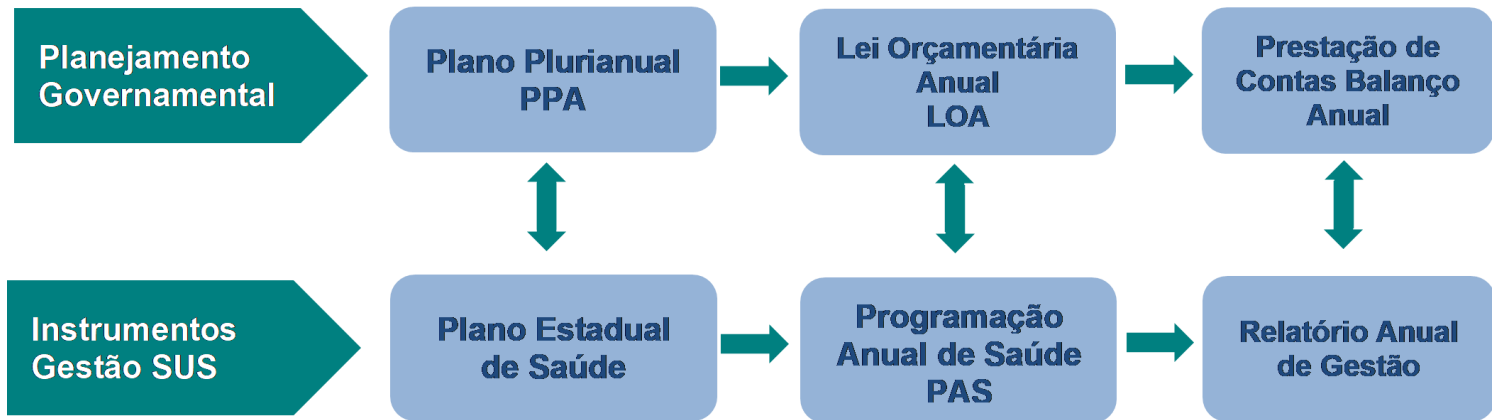 Planejamento
Governamental
Plano Plurianual
PPA
Lei Orçamentária
Anual
LOA
Prestação de
Contas Balanço
Anual
Instrumentos
Gestão SUS
Plano Estadual
de Saúde
Programação
Anual de Saúde
PAS
Relatório Anual
de Gestão